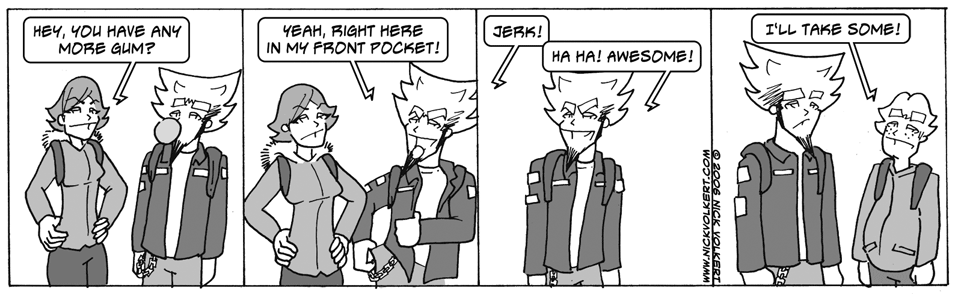 HEY, YOU HAVE ANY
MORE GUM?
YEAH, RIGHT HERE
IN MY FRONT POCKET!
JERK!
HA HA! AWESOME!
I'LL TAKE SOME!
WWW.NICKVOLKERT.COM
© 2006 NICK VOLKERT